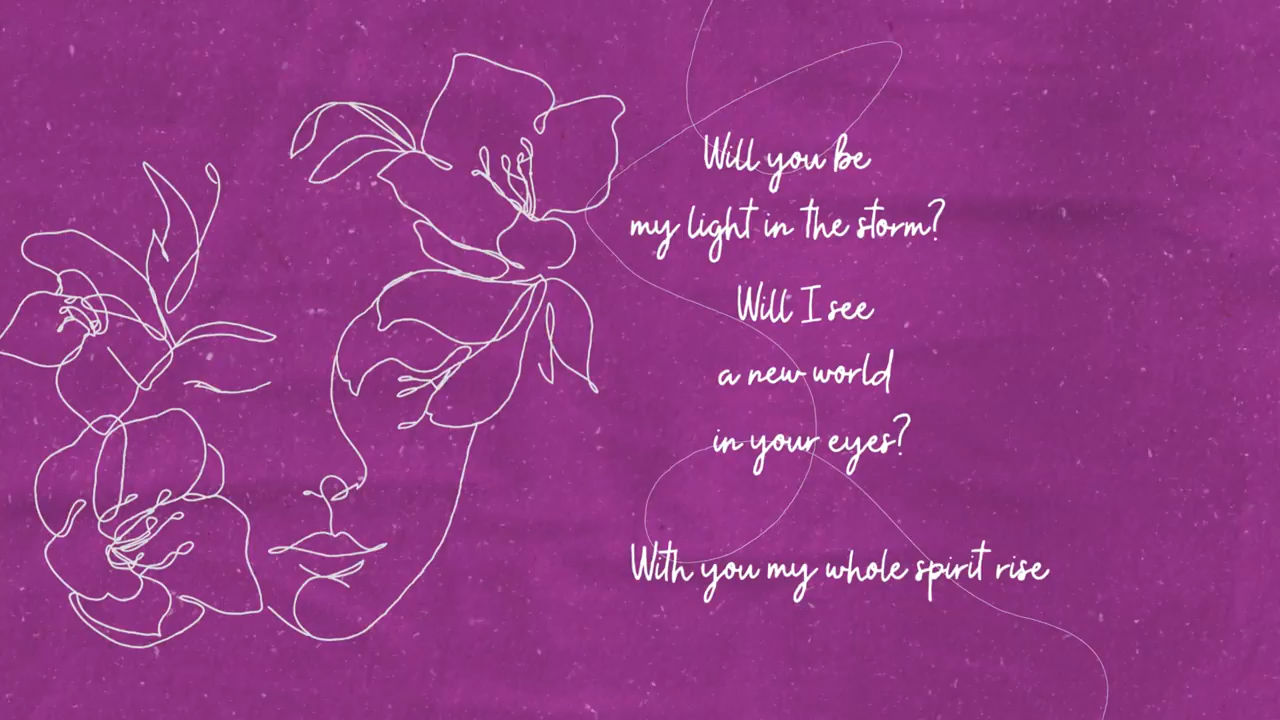 Will you be
my light in the storm?
Will I see
a new world
in your eyes?
With you my whole spirit rise